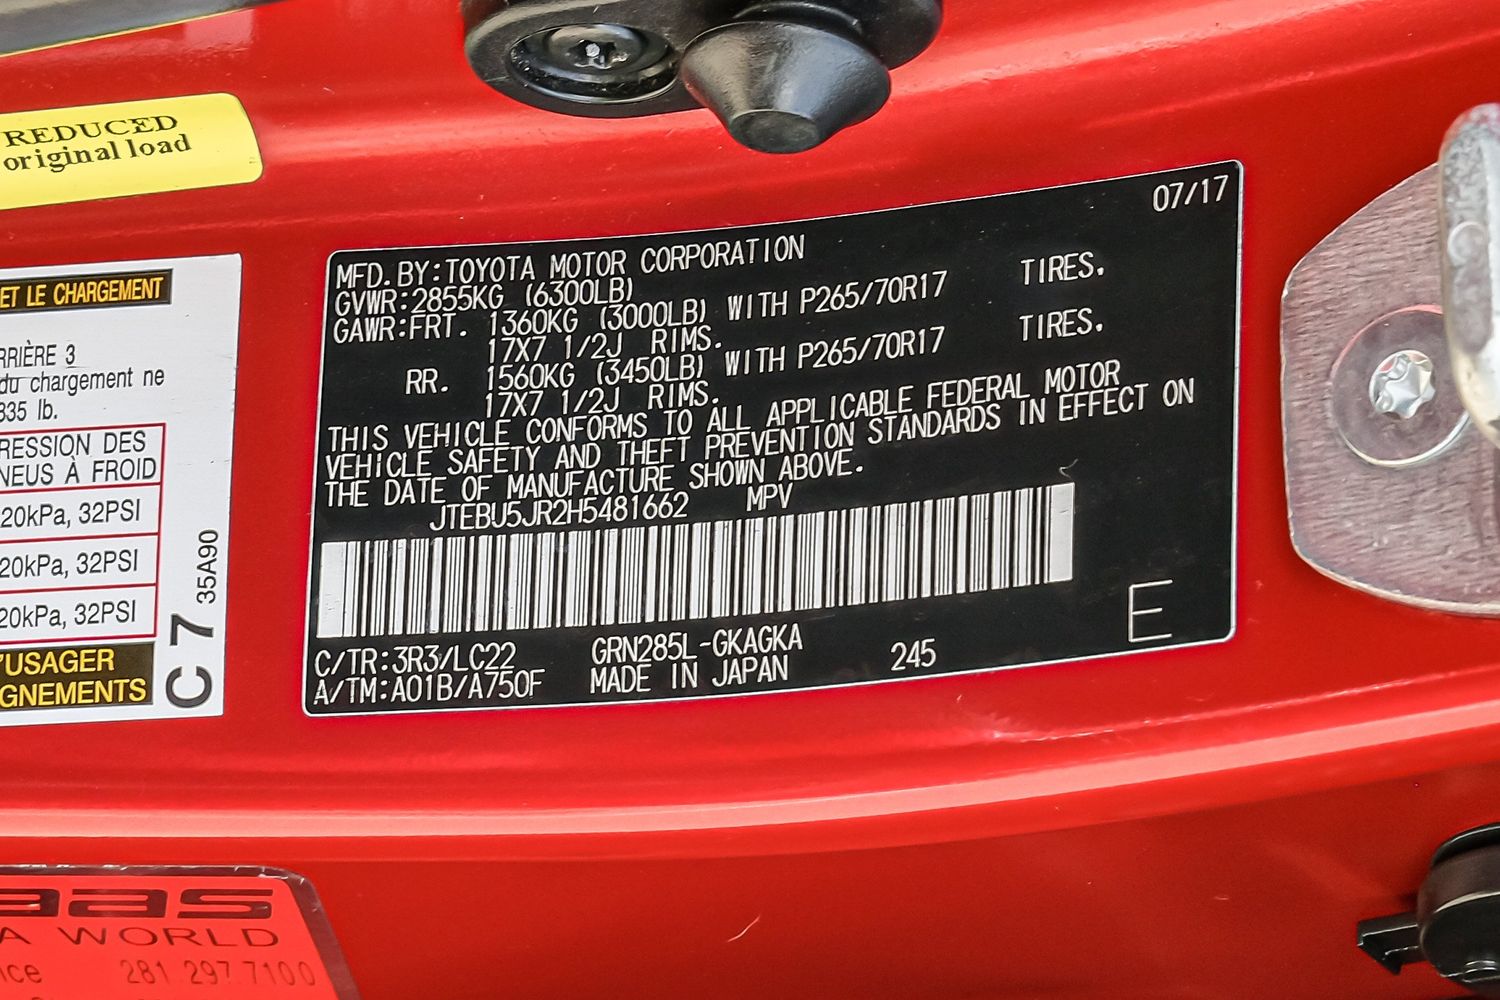 REDUCED
original load
ET LE CHARGEMENT
RRIÈRE 3
du chargement ne
835 lb.
RESSION DES
NEUS À FROID
20kPa, 32PSI
20kPa, 32PSI
20kPa, 32PSI
'USAGER
GNEMENTS
C 7 35A90
07/17
MFD. BY:TOYOTA MOTOR CORPORATION
GVWR:2855KG (6300LB)
GAWR:FRT. 1360KG (3000LB) WITH P265/70R17 TIRES.
17X7 1/2J RIMS.
RR. 1560KG (3450LB) WITH P265/70R17 TIRES.
17X7 1/2J RIMS.
THIS VEHICLE CONFORMS TO ALL APPLICABLE FEDERAL MOTOR
VEHICLE SAFETY AND THEFT PREVENTION STANDARDS IN EFFECT ON
THE DATE OF MANUFACTURE SHOWN ABOVE.
JTEBU5JR2H5481662 MPV
E
C/TR:3R3/LC22 GRN285L-GKAGKA 245
A/TM:A01B/A750F MADE IN JAPAN
aas
A WORLD
ice 281.297.7100